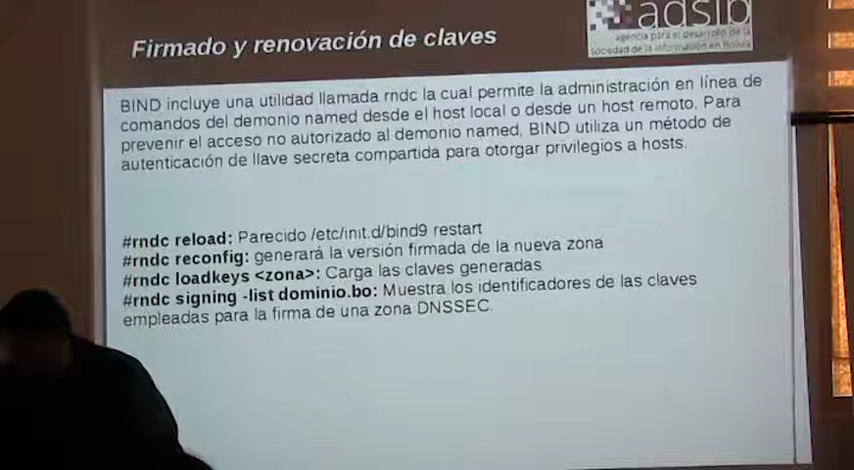 adsib
agencia para el desarrollo de la
sociedad de la información en Bolivia
Firmado y renovación de claves
BIND incluye una utilidad llamada rndc la cual permite la administración en línea de
comandos del demonio named desde el host local o desde un host remoto. Para
prevenir el acceso no autorizado al demonio named, BIND utiliza un método de
autenticación de llave secreta compartida para otorgar privilegios a hosts.
#rndc reload: Parecido /etc/init.d/bind9 restart
#rndc reconfig: generará la versión firmada de la nueva zona
#rndc loadkeys <zona>: Carga las claves generadas
#rndc signing -list dominio.bo: Muestra los identificadores de las claves
empleadas para la firma de una zona DNSSEC.